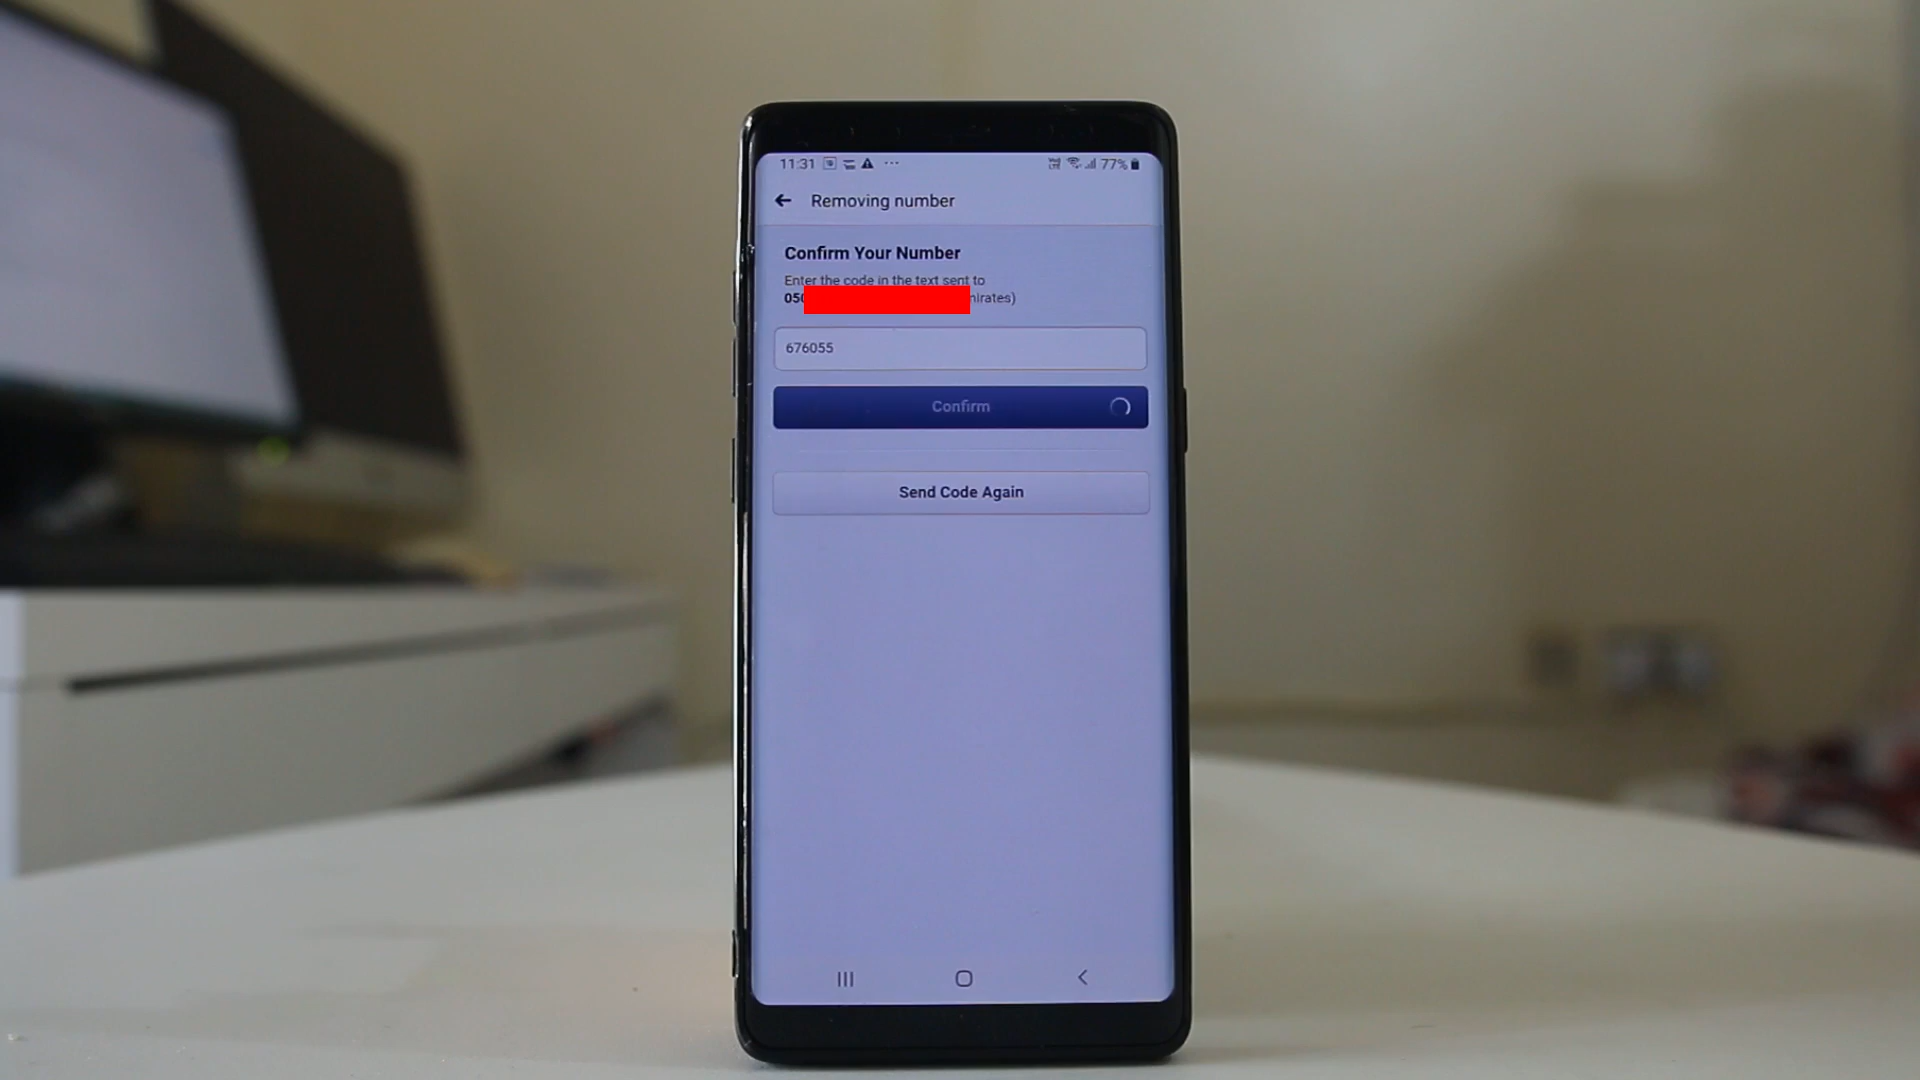 11:31 77%
Removing number
Confirm Your Number
Enter the code in the text sent to
050 mirates)
676055
Confirm
Send Code Again